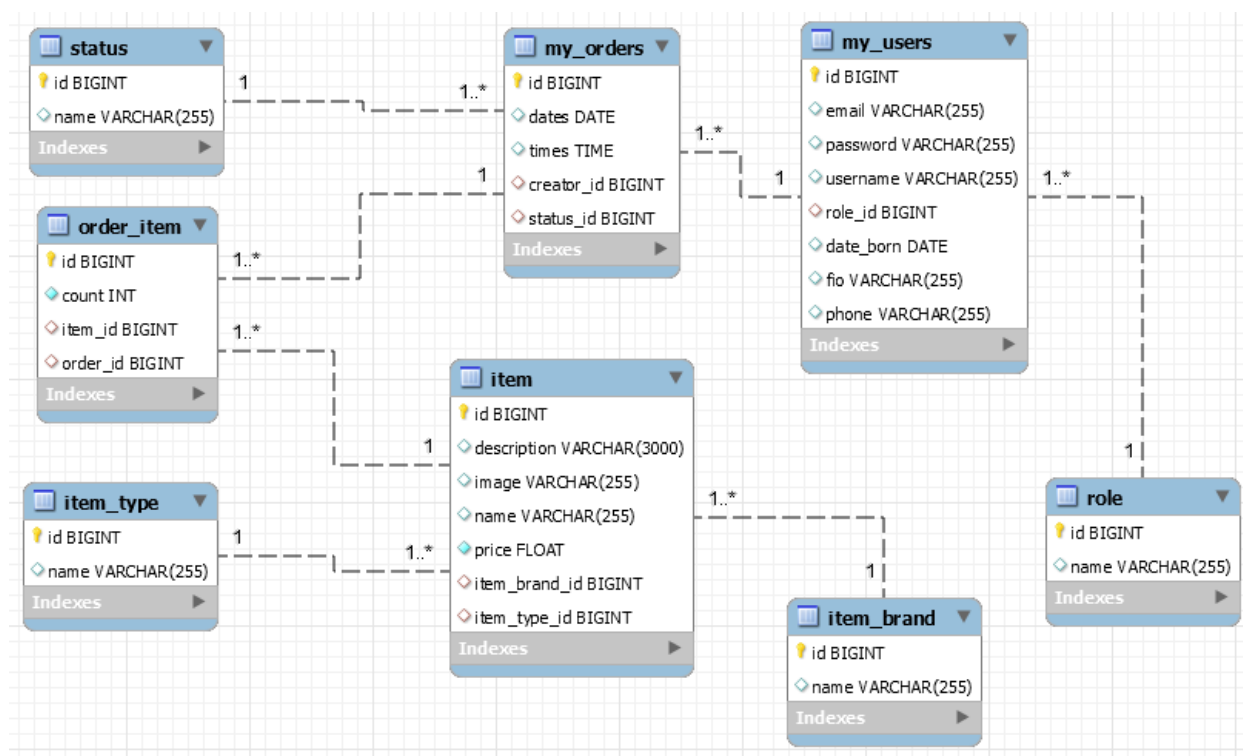 status
id BIGINT
name VARCHAR(255)
Indexes
1
1..*
my_orders
id BIGINT
dates DATE
times TIME
creator_id BIGINT
status_id BIGINT
Indexes
1
1..*
1
my_users
id BIGINT
email VARCHAR(255)
password VARCHAR(255)
username VARCHAR(255)
role_id BIGINT
date_born DATE
fio VARCHAR(255)
phone VARCHAR(255)
Indexes
1..*
1
order_item
id BIGINT
count INT
item_id BIGINT
order_id BIGINT
Indexes
1..*
1..*
1
item
id BIGINT
description VARCHAR(3000)
image VARCHAR(255)
name VARCHAR(255)
price FLOAT
item_brand_id BIGINT
item_type_id BIGINT
Indexes
1..*
1
item_type
id BIGINT
name VARCHAR(255)
Indexes
1
1..*
role
id BIGINT
name VARCHAR(255)
Indexes
item_brand
id BIGINT
name VARCHAR(255)
Indexes